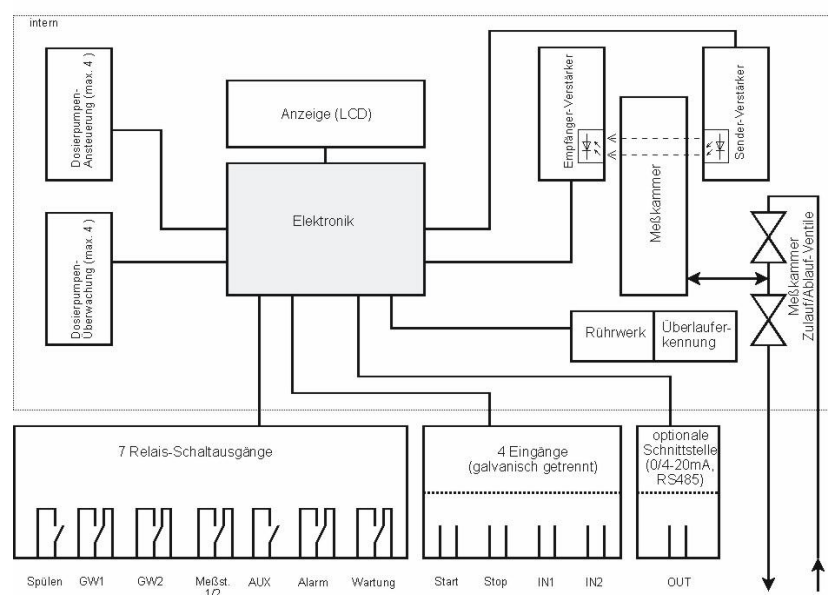 intern
Dosierpumpen-
Ansteuerung (max. 4 )
Anzeige (LCD)
Empfänger-Verstärker
Sender-Verstärker
Elektronik
Meßkammer
Dosierpumpen-
Überwachung (max. 4 )
Meßkammer
Zulauf/Ablauf-Ventile
Rührwerk
Überlaufer-
kennung
7 Relais-Schaltausgänge
4 Eingänge
(galvanisch getrennt)
optionale
Schnittstelle
(0/4-20mA,
RS485)
Spülen
GW1
GW2
Meßst.
1/2
AUX
Alarm
Wartung
Start
Stop
IN1
IN2
OUT